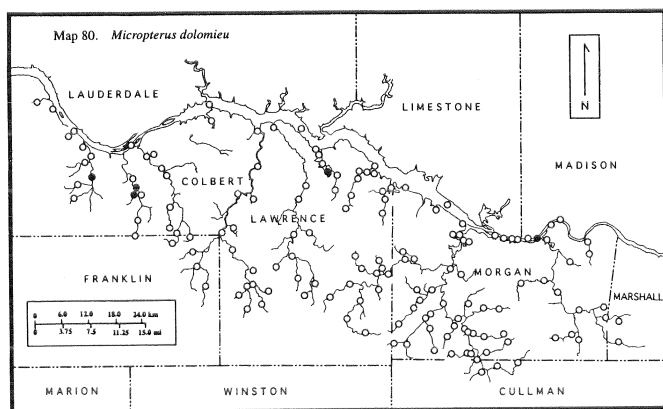 Map 80. Micropterus dolomieu
LAUDERDALE
LIMESTONE
N
MADISON
COLBERT
LAWRENCE
FRANKLIN
MORGAN
MARSHALL
0 6.0 12.0 18.0 24.0 km
0 3.75 7.5 11.25 15.0 mi
MARION
WINSTON
CULLMAN